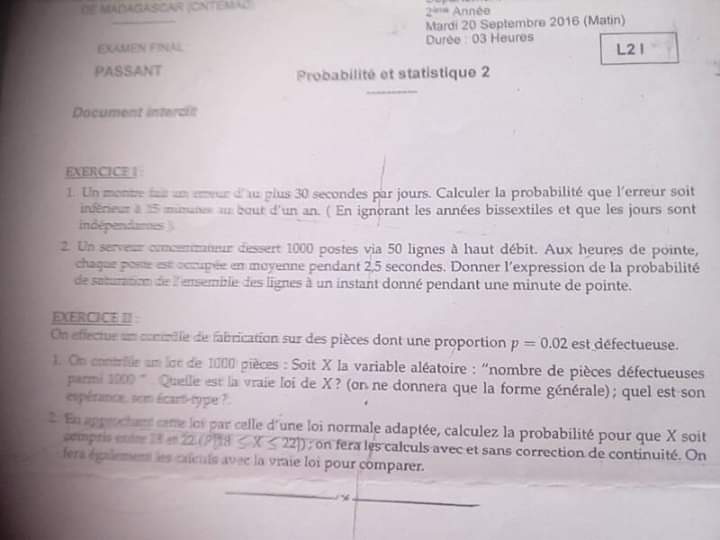 DE MADAGASCAR (CNTEMAD)
2ème Année
Mardi 20 Septembre 2016 (Matin)
Durée : 03 Heures
EXAMEN FINAL
L2 I
PASSANT
Probabilité et statistique 2
Document interdit
EXERCICE I :
1. Un montre fait un erreur d'au plus 30 secondes par jours. Calculer la probabilité que l'erreur soit
inférieur à 15 minutes au bout d'un an. ( En ignorant les années bissextiles et que les jours sont
indépendantes )
2. Un serveur concentrateur dessert 1000 postes via 50 lignes à haut débit. Aux heures de pointe,
chaque poste est occupée en moyenne pendant 2,5 secondes. Donner l'expression de la probabilité
de saturation de l'ensemble des lignes à un instant donné pendant une minute de pointe.
EXERCICE II :
On effectue un contrôle de fabrication sur des pièces dont une proportion p = 0.02 est défectueuse.
1. On contrôle un lot de 1000 pièces : Soit X la variable aléatoire : "nombre de pièces défectueuses
parmi 1000 ". Quelle est la vraie loi de X ? (on ne donnera que la forme générale) ; quel est son
espérance, son écart-type ?
2. En approchant cette loi par celle d'une loi normale adaptée, calculez la probabilité pour que X soit
compris entre 18 et 22 (P[18 ≤ X ≤ 22]) ; on fera les calculs avec et sans correction de continuité. On
fera également les calculs avec la vraie loi pour comparer.